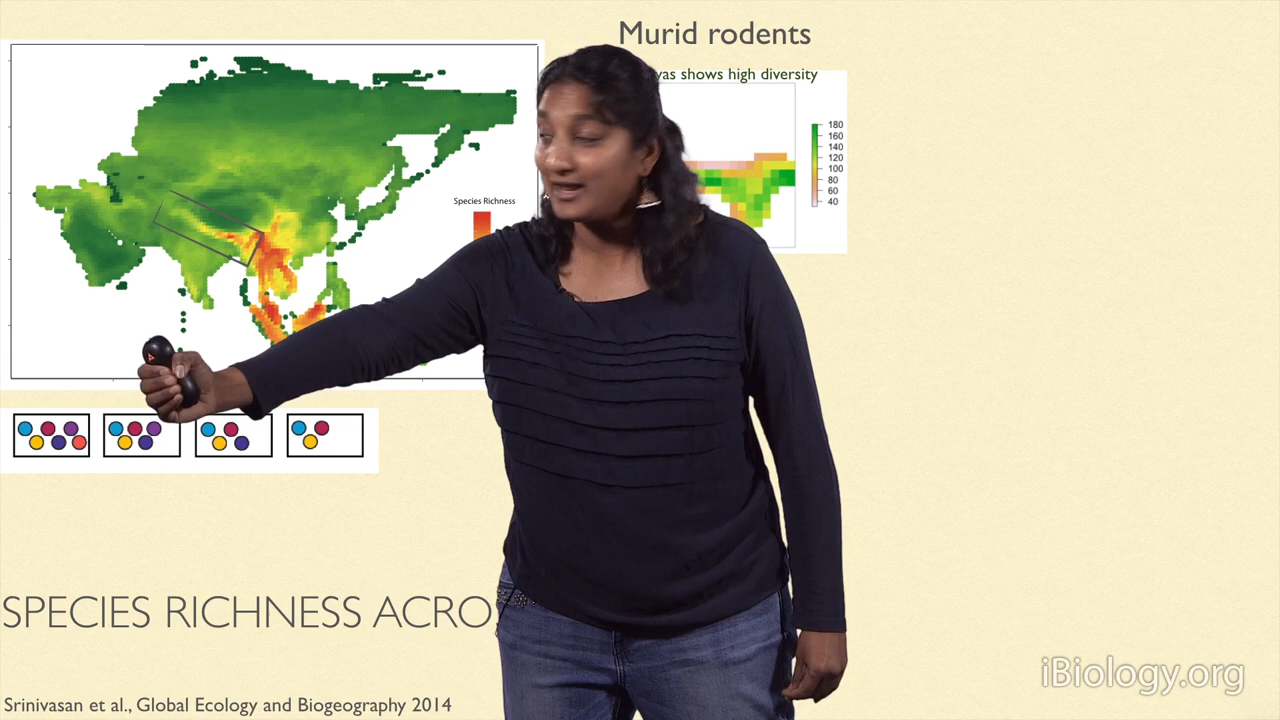 Murid rodents
vas shows high diversity
180
160
140
120
100
80
60
40
Species Richness
SPECIES RICHNESS ACRO
Srinivasan et al., Global Ecology and Biogeography 2014
iBiology.org